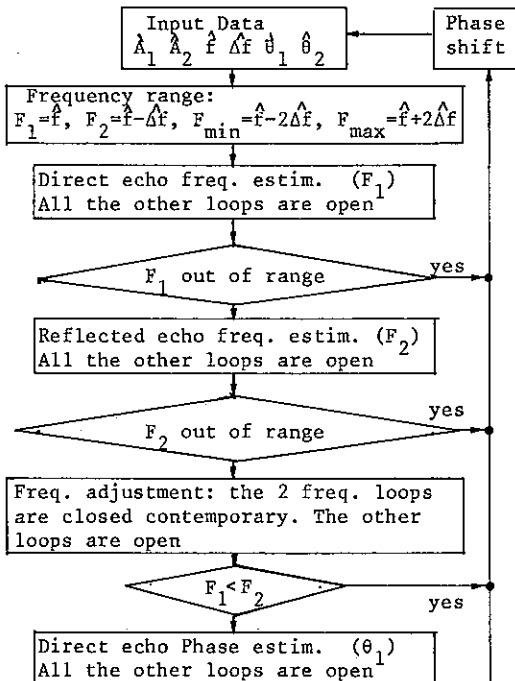 Input Data
Â₁ Â₂ f̂ Δ̂f θ̂₁ θ̂₂
Phase
shift
Frequency range:
F₁=f̂, F₂=f̂-Δ̂f, Fmin=f̂-2Δ̂f, Fmax=f̂+2Δ̂f
Direct echo freq. estim. (F₁)
All the other loops are open
F₁ out of range
yes
Reflected echo freq. estim. (F₂)
All the other loops are open
F₂ out of range
yes
Freq. adjustment: the 2 freq. loops
are closed contemporary. The other
loops are open
F₁<F₂
yes
Direct echo Phase estim. (θ₁)
All the other loops are open